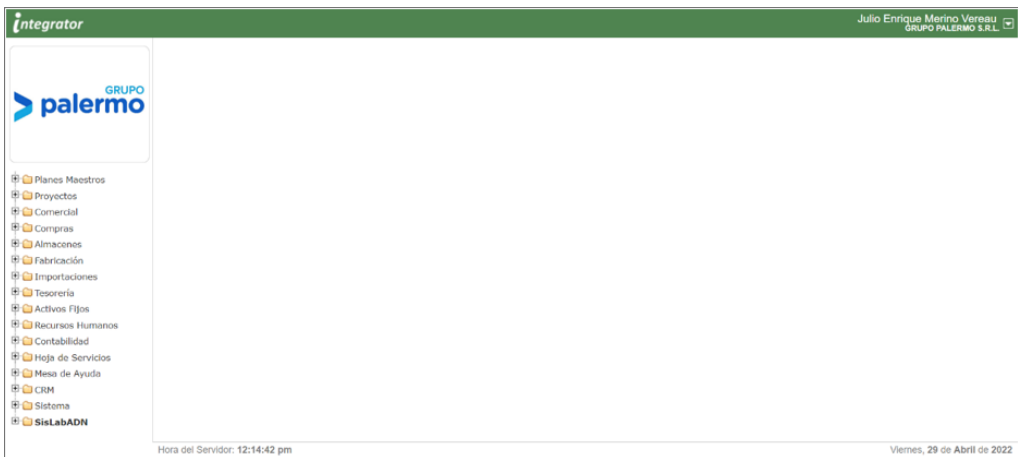 integrator
Julio Enrique Merino Vereau
GRUPO PALERMO S.R.L.
GRUPO
palermo
Planes Maestros
Proyectos
Comercial
Compras
Almacenes
Fabricación
Importaciones
Tesorería
Activos Fijos
Recursos Humanos
Contabilidad
Hoja de Servicios
Mesa de Ayuda
CRM
Sistema
SisLabADN
Hora del Servidor: 12:14:42 pm
Viernes, 29 de Abril de 2022